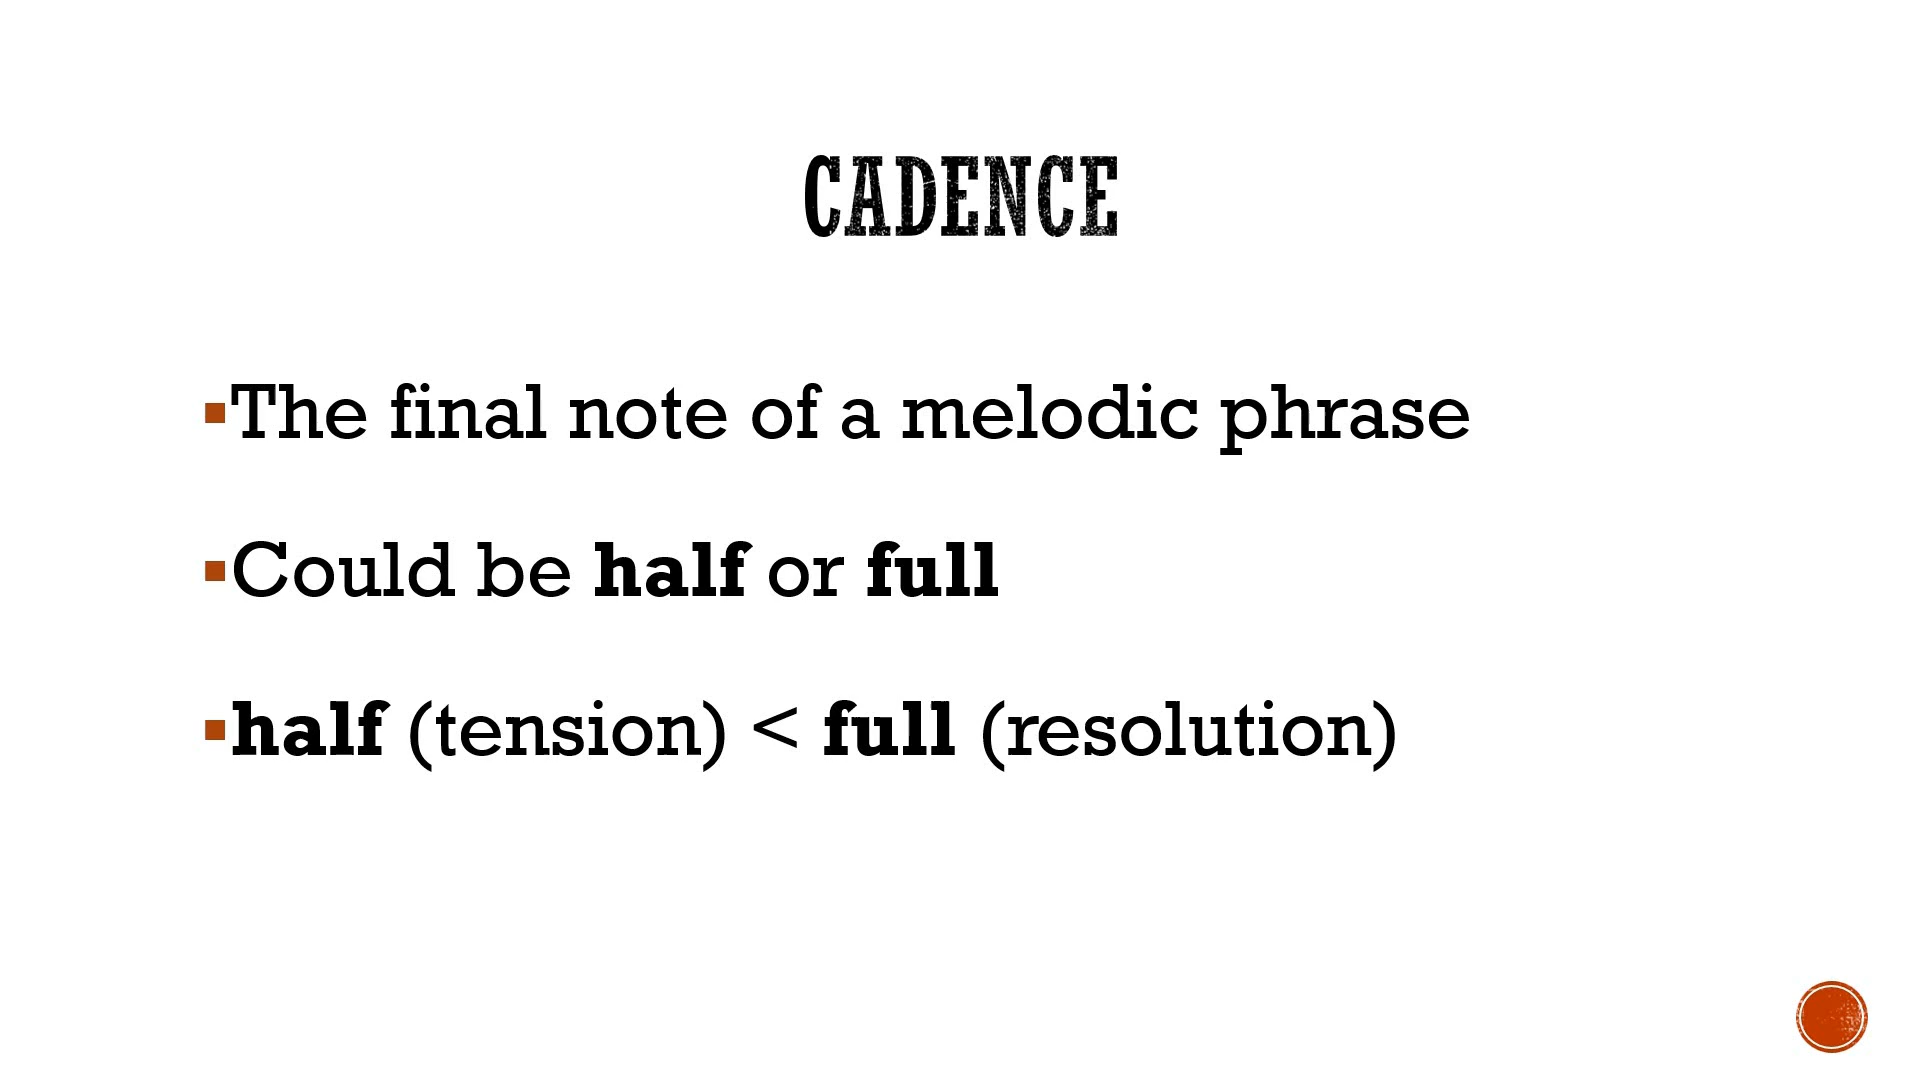 CADENCE
▪The final note of a melodic phrase
▪Could be half or full
▪half (tension) < full (resolution)